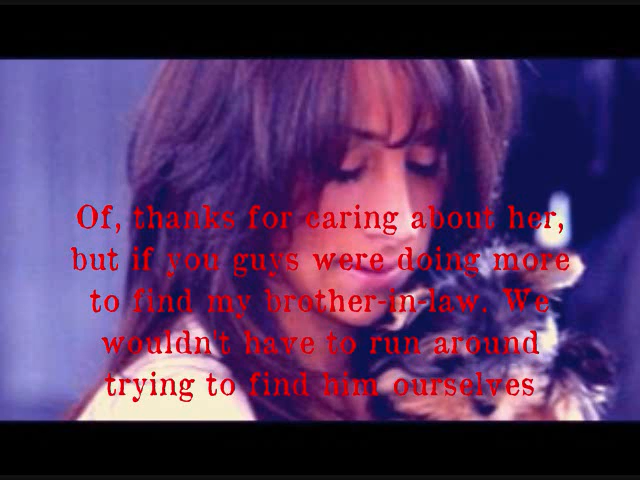 Of, thanks for caring about her,
but if you guys were doing more
to find my brother-in-law. We
wouldn't have to run around
trying to find him ourselves